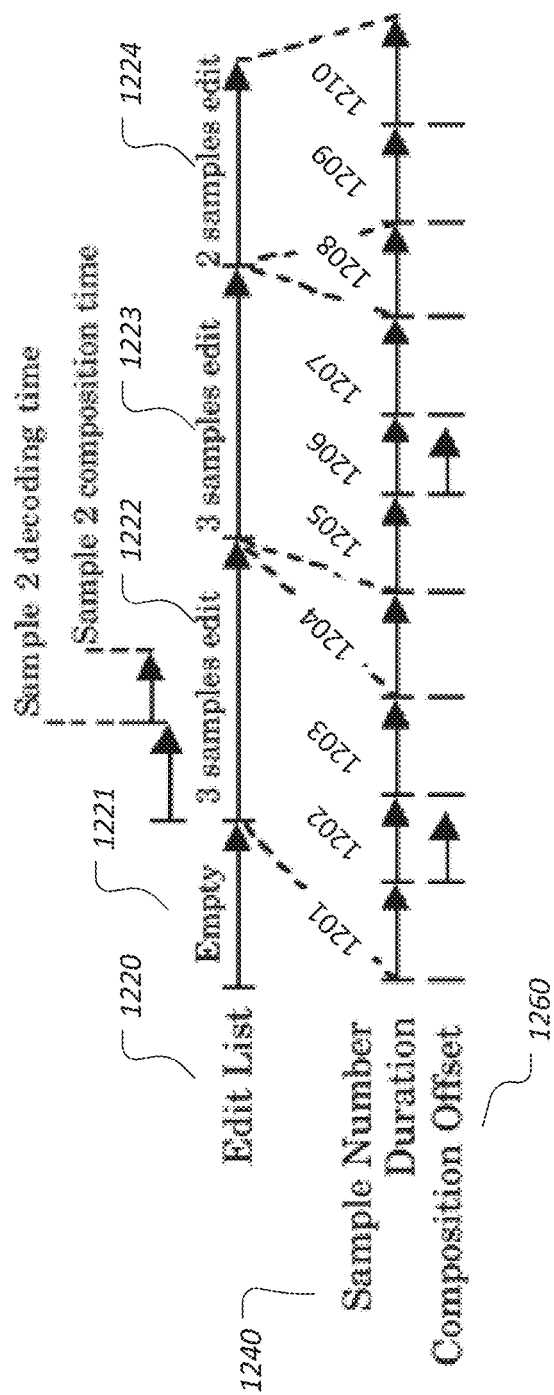 Sample 2 decoding time
Sample 2 composition time
1220
1221
1222
1223
1224
Edit List
Empty
3 samples edit
3 samples edit
2 samples edit
1240
Sample Number
1201
1202
1203
1204
1205
1206
1207
1208
1209
1210
Duration
Composition Offset
1260